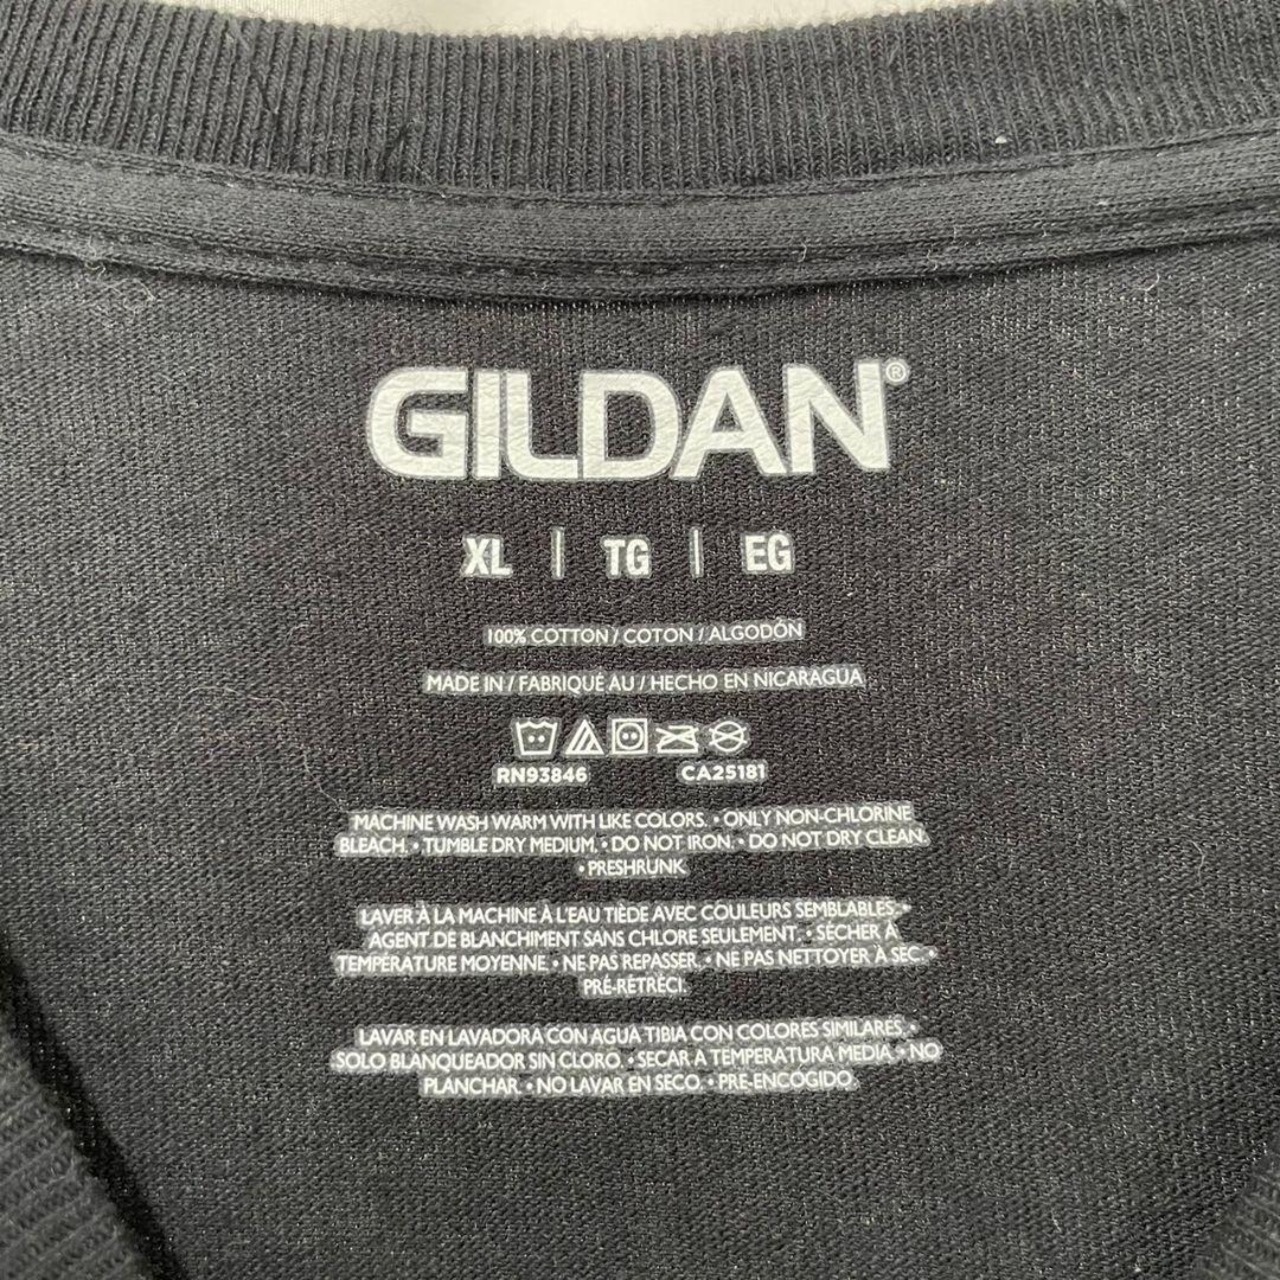 GILDAN®
XL | TG | EG
100% COTTON / COTON / ALGODÓN
MADE IN / FABRIQUÉ AU / HECHO EN NICARAGUA
RN93846 CA25181
MACHINE WASH WARM WITH LIKE COLORS. • ONLY NON-CHLORINE
BLEACH. • TUMBLE DRY MEDIUM. • DO NOT IRON. • DO NOT DRY CLEAN.
• PRESHRUNK
LAVER À LA MACHINE À L'EAU TIÈDE AVEC COULEURS SEMBLABLES. •
AGENT DE BLANCHIMENT SANS CHLORE SEULEMENT. • SÉCHER À
TEMPÉRATURE MOYENNE • NE PAS REPASSER. • NE PAS NETTOYER À SEC. •
PRÉ-RÉTRÉCI.
LAVAR EN LAVADORA CON AGUA TIBIA CON COLORES SIMILARES. •
SOLO BLANQUEADOR SIN CLORO. • SECAR A TEMPERATURA MEDIA • NO
PLANCHAR. • NO LAVAR EN SECO. • PRE-ENCOGIDO.